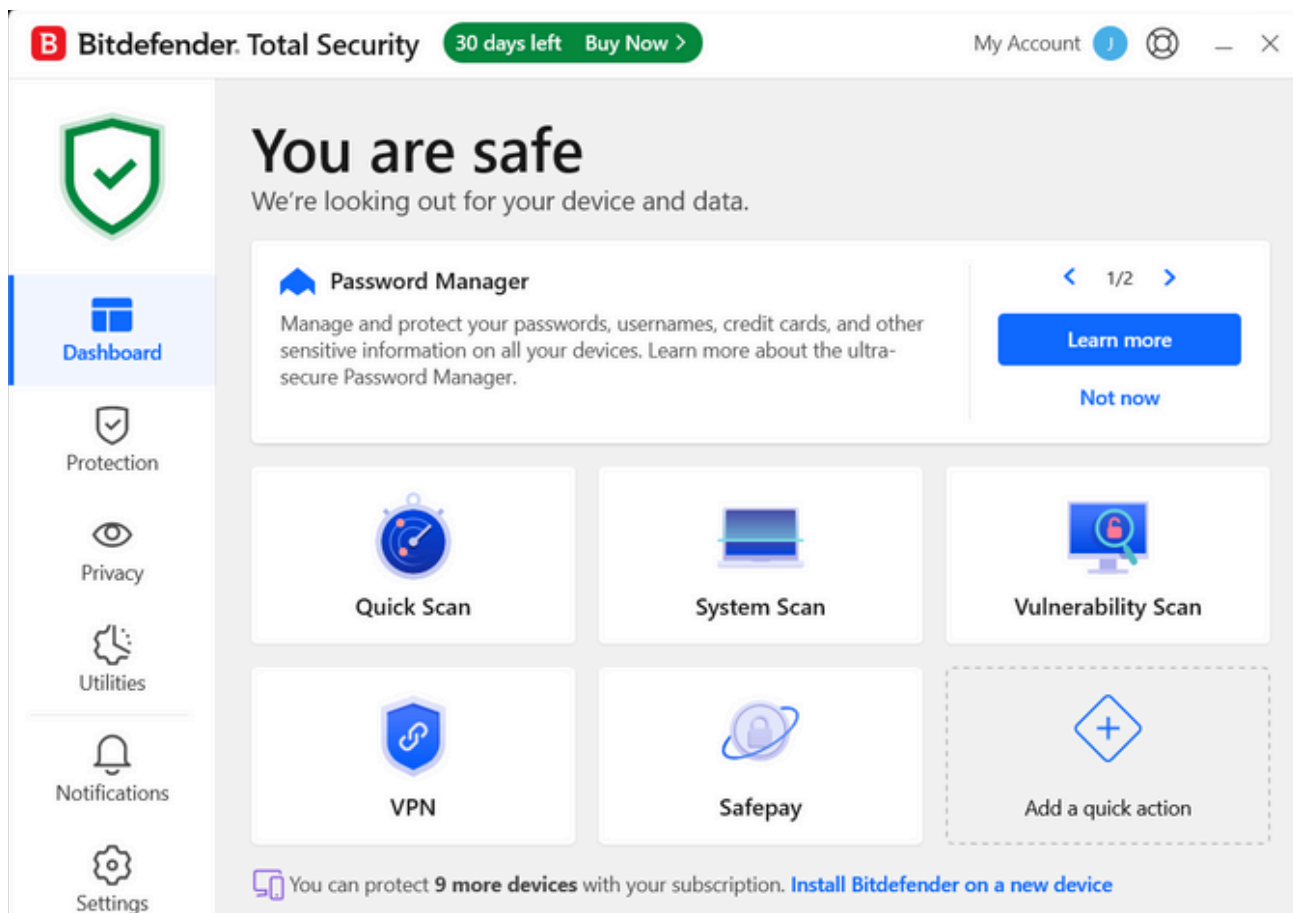 B Bitdefender. Total Security 30 days left Buy Now > My Account J
You are safe
We're looking out for your device and data.
Password Manager
Manage and protect your passwords, usernames, credit cards, and other
sensitive information on all your devices. Learn more about the ultra-
secure Password Manager.
1/2
Learn more
Not now
Dashboard
Protection
Privacy
Utilities
Notifications
Settings
Quick Scan
System Scan
Vulnerability Scan
VPN
Safepay
Add a quick action
You can protect 9 more devices with your subscription. Install Bitdefender on a new device